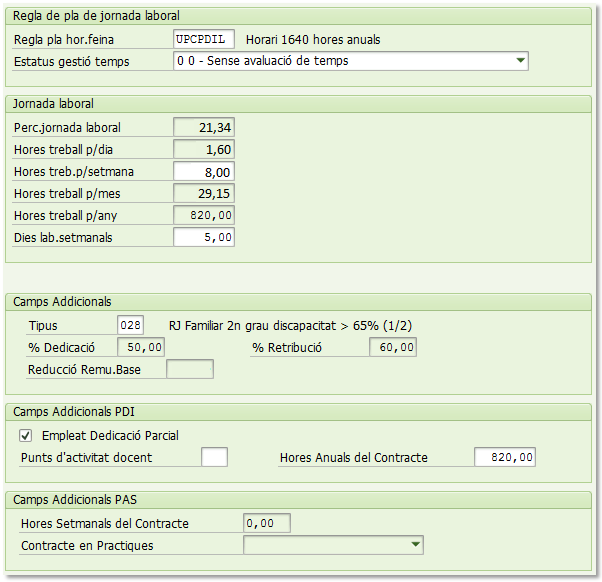 Regla de pla de jornada laboral
Regla pla hor.feina UPCPDIL Horari 1640 hores anuals
Estatus gestió temps 0 0 - Sense avaluació de temps
Jornada laboral
Perc.jornada laboral 21,34
Hores treball p/dia 1,60
Hores treb.p/setmana 8,00
Hores treball p/mes 29,15
Hores treball p/any 820,00
Dies lab.setmanals 5,00
Camps Addicionals
Tipus 028 RJ Familiar 2n grau discapacitat > 65% (1/2)
% Dedicació 50,00 % Retribució 60,00
Reducció Remu.Base
Camps Addicionals PDI
Empleat Dedicació Parcial
Punts d'activitat docent Hores Anuals del Contracte 820,00
Camps Addicionals PAS
Hores Setmanals del Contracte 0,00
Contracte en Practiques